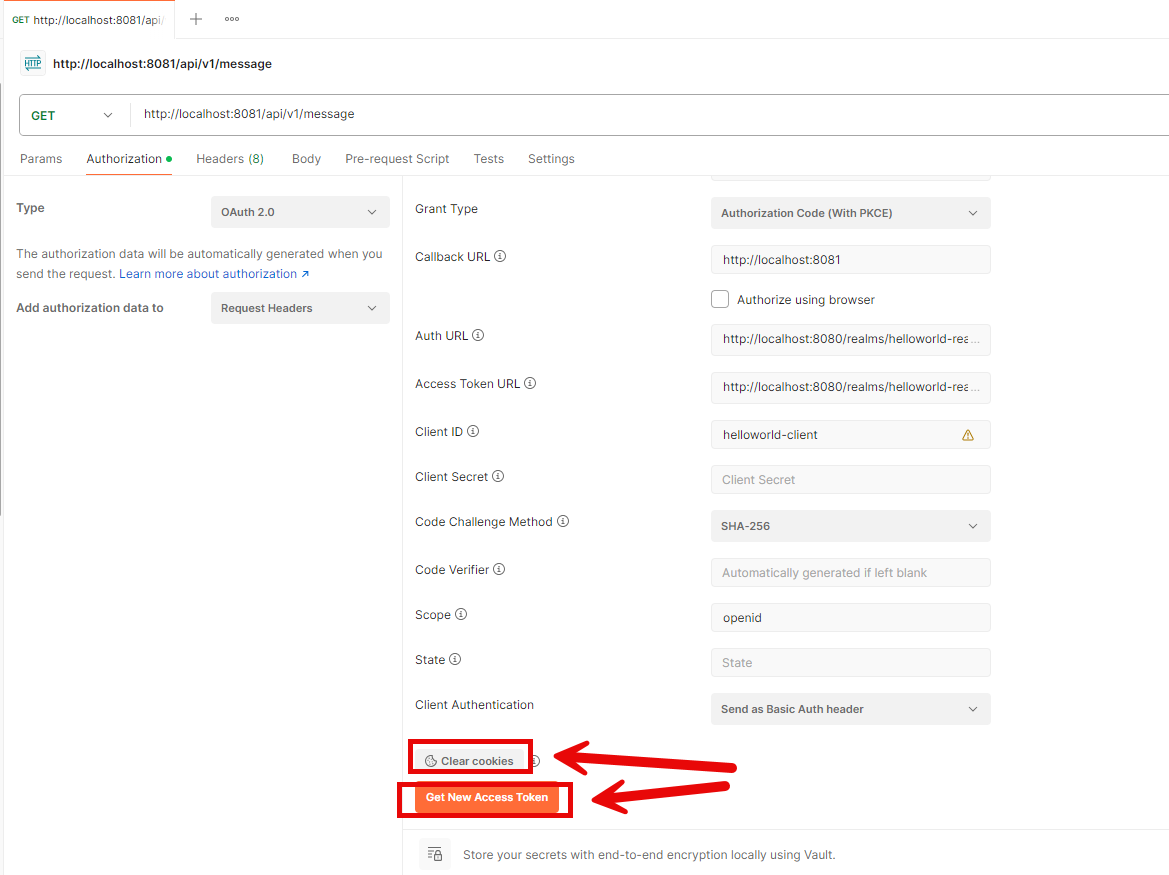 GET http://localhost:8081/api/
HTTP http://localhost:8081/api/v1/message
GET http://localhost:8081/api/v1/message
Params Authorization Headers (8) Body Pre-request Script Tests Settings
Type OAuth 2.0
The authorization data will be automatically generated when you
send the request. Learn more about authorization ↗
Add authorization data to Request Headers
Grant Type Authorization Code (With PKCE)
Callback URL http://localhost:8081
Authorize using browser
Auth URL http://localhost:8080/realms/helloworld-rea...
Access Token URL http://localhost:8080/realms/helloworld-rea...
Client ID helloworld-client
Client Secret Client Secret
Code Challenge Method SHA-256
Code Verifier Automatically generated if left blank
Scope openid
State State
Client Authentication Send as Basic Auth header
Clear cookies
Get New Access Token
Store your secrets with end-to-end encryption locally using Vault.